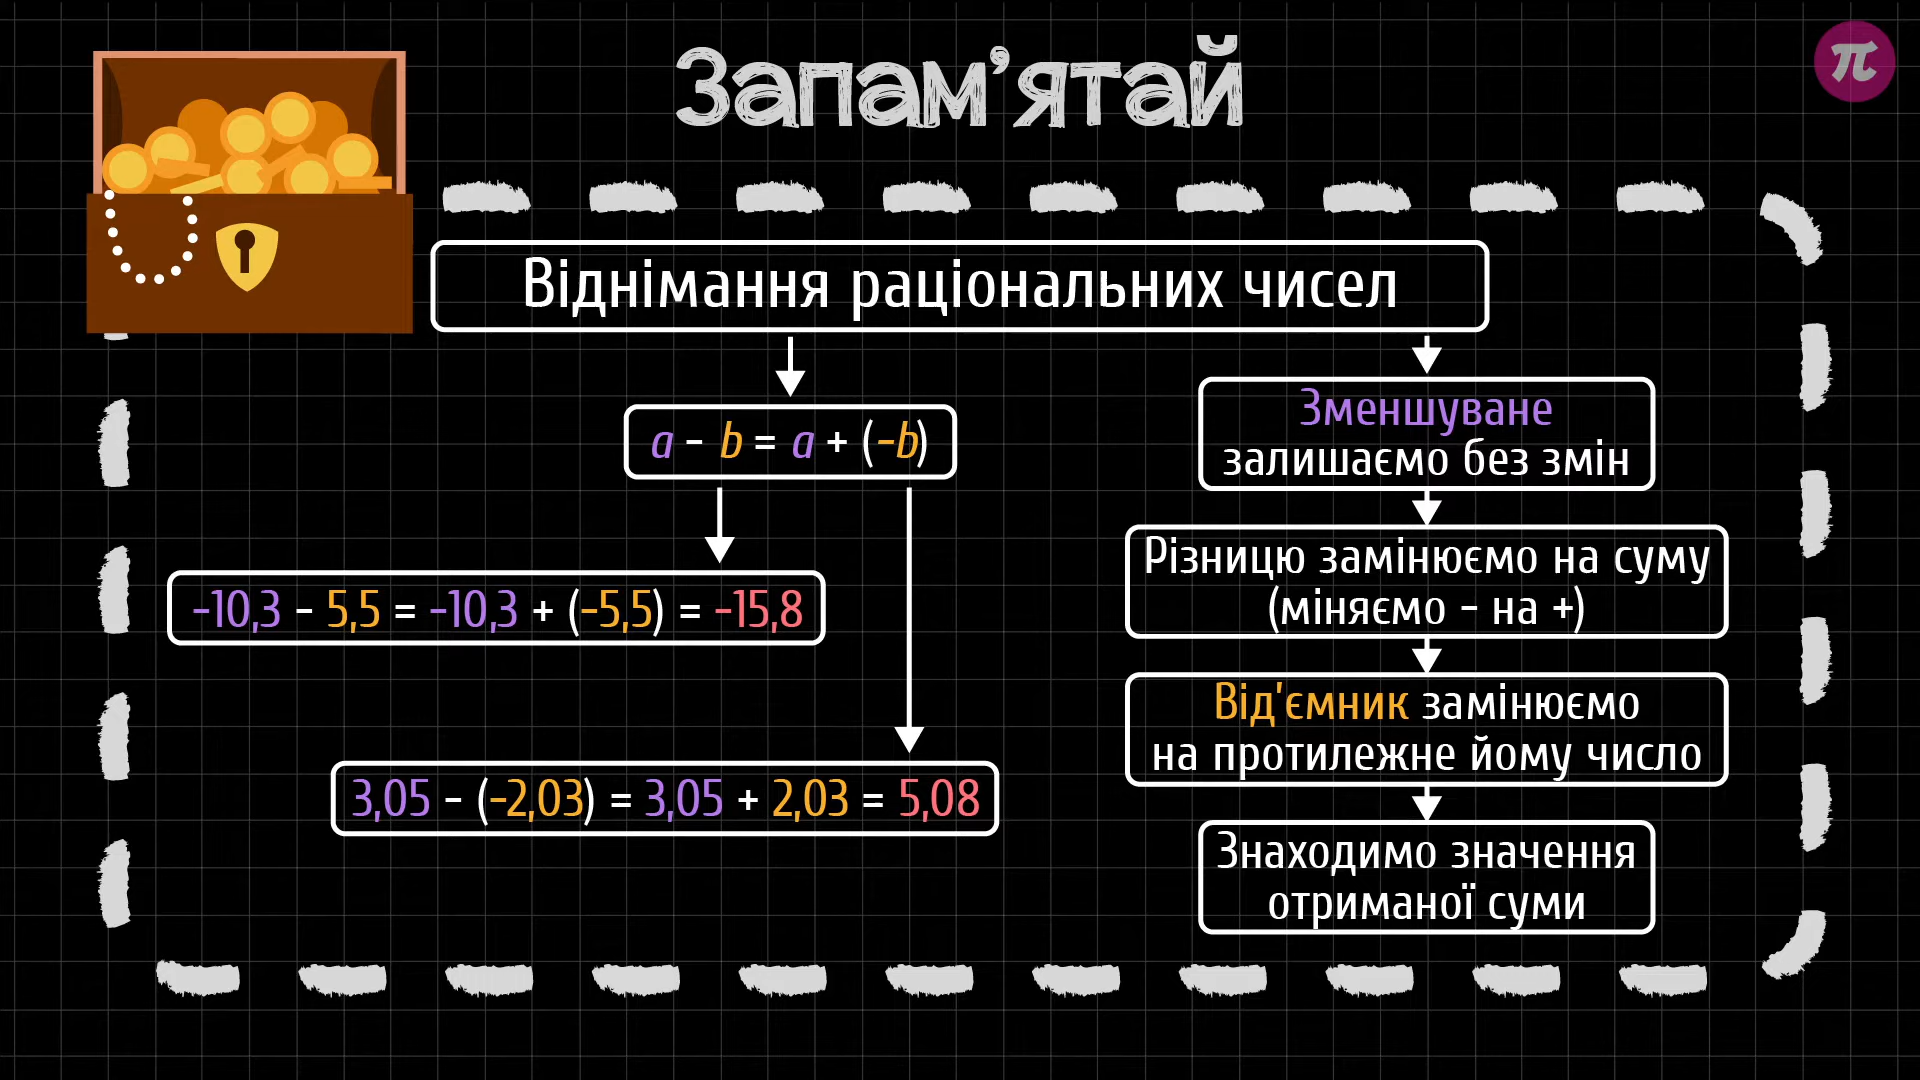 Запам’ятай
π
Віднімання раціональних чисел
a - b = a + (-b)
-10,3 - 5,5 = -10,3 + (-5,5) = -15,8
3,05 - (-2,03) = 3,05 + 2,03 = 5,08
Зменшуване
залишаємо без змін
Різницю замінюємо на суму
(міняємо - на +)
Від'ємник замінюємо
на протилежне йому число
Знаходимо значення
отриманої суми